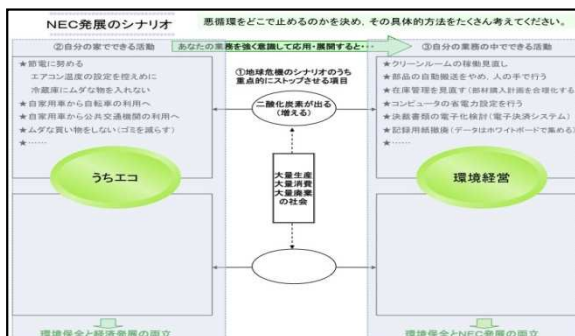 NEC発展のシナリオ
悪循環をどこで止めるのかを決め，その具体的方法をたくさん考えてください。
②自分の家でできる活動
あなたの業務を強く意識して応用・展開すると・・・
③自分の業務の中でできる活動
★節電に努める
エアコン温度の設定を控えめに
冷蔵庫にムダな物を入れない
★自家用車から自転車の利用へ
★自家用車から公共交通機関の利用へ
★ムダな買い物をしない（ゴミを減らす）
★……
うちエコ
①地球危機のシナリオのうち
重点的にストップさせる項目
二酸化炭素が出る
（増える）
大量生産
大量消費
大量廃棄
の社会
★クリーンルームの稼働見直し
★部品の自動搬送をやめ、人の手で行う
★在庫管理を見直す（部材購入計画を合理化する
★コンピュータの省電力設定を行う
★決裁書類の電子化検討（電子決済システム）
★記録用紙撤廃（データはホワイトボードで集める）
★……
環境経営
環境保全と経済発展の両立
環境保全とNEC発展の両立